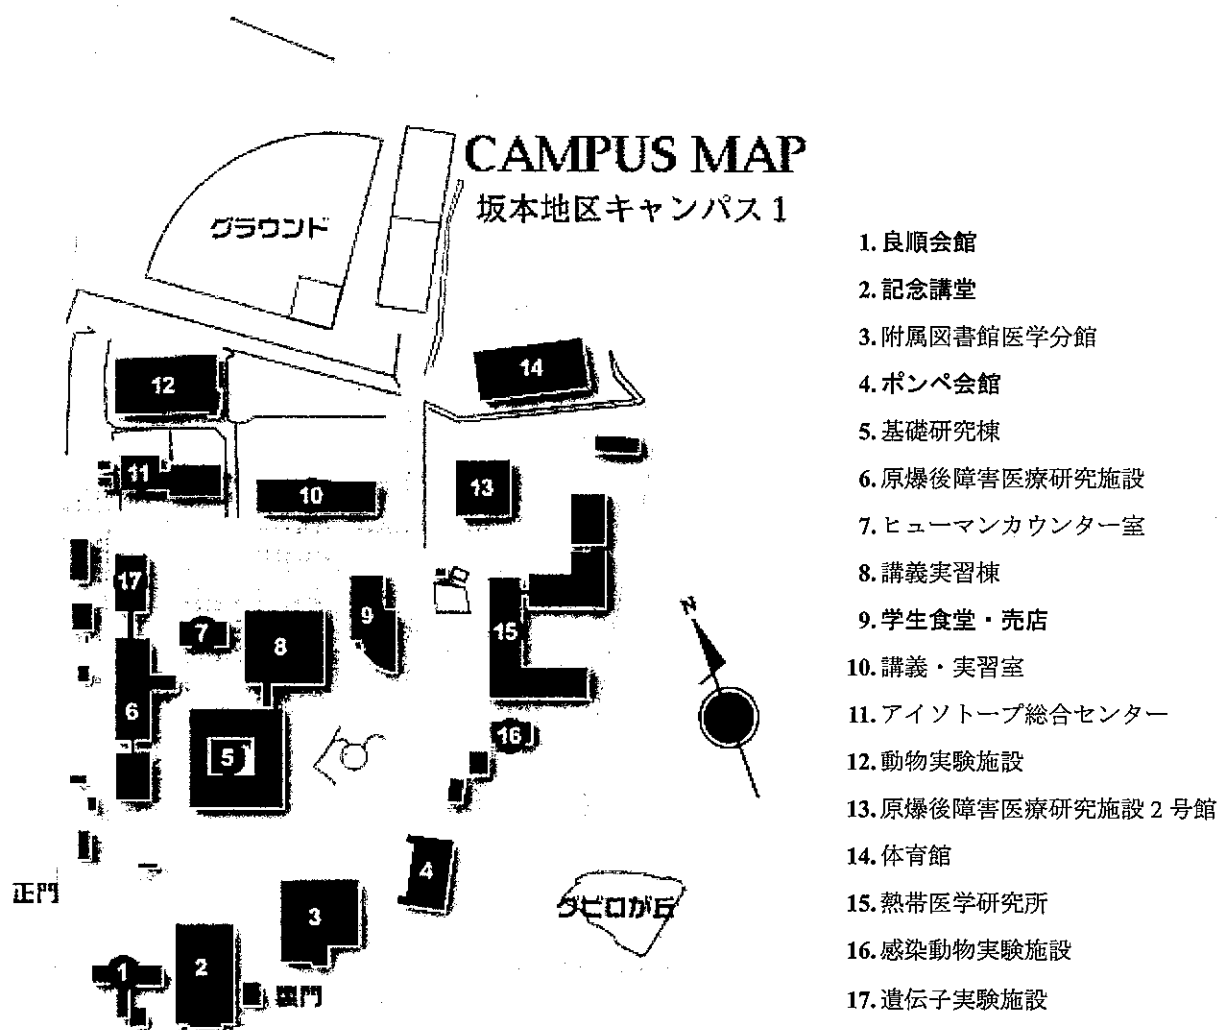 CAMPUS MAP
坂本地区キャンパス1
グラウンド
1. 良順会館
2. 記念講堂
3. 附属図書館医学分館
4. ポンペ会館
5. 基礎研究棟
6. 原爆後障害医療研究施設
7. ヒューマンカウンター室
8. 講義実習棟
9. 学生食堂・売店
10. 講義・実習室
11. アイソトープ総合センター
12. 動物実験施設
13. 原爆後障害医療研究施設2号館
14. 体育館
15. 熱帯医学研究所
16. 感染動物実験施設
17. 遺伝子実験施設
12
14
11
10
13
17
7
8
9
15
N
6
5
16
4
正門
3
グビロが丘
1
2
裏門